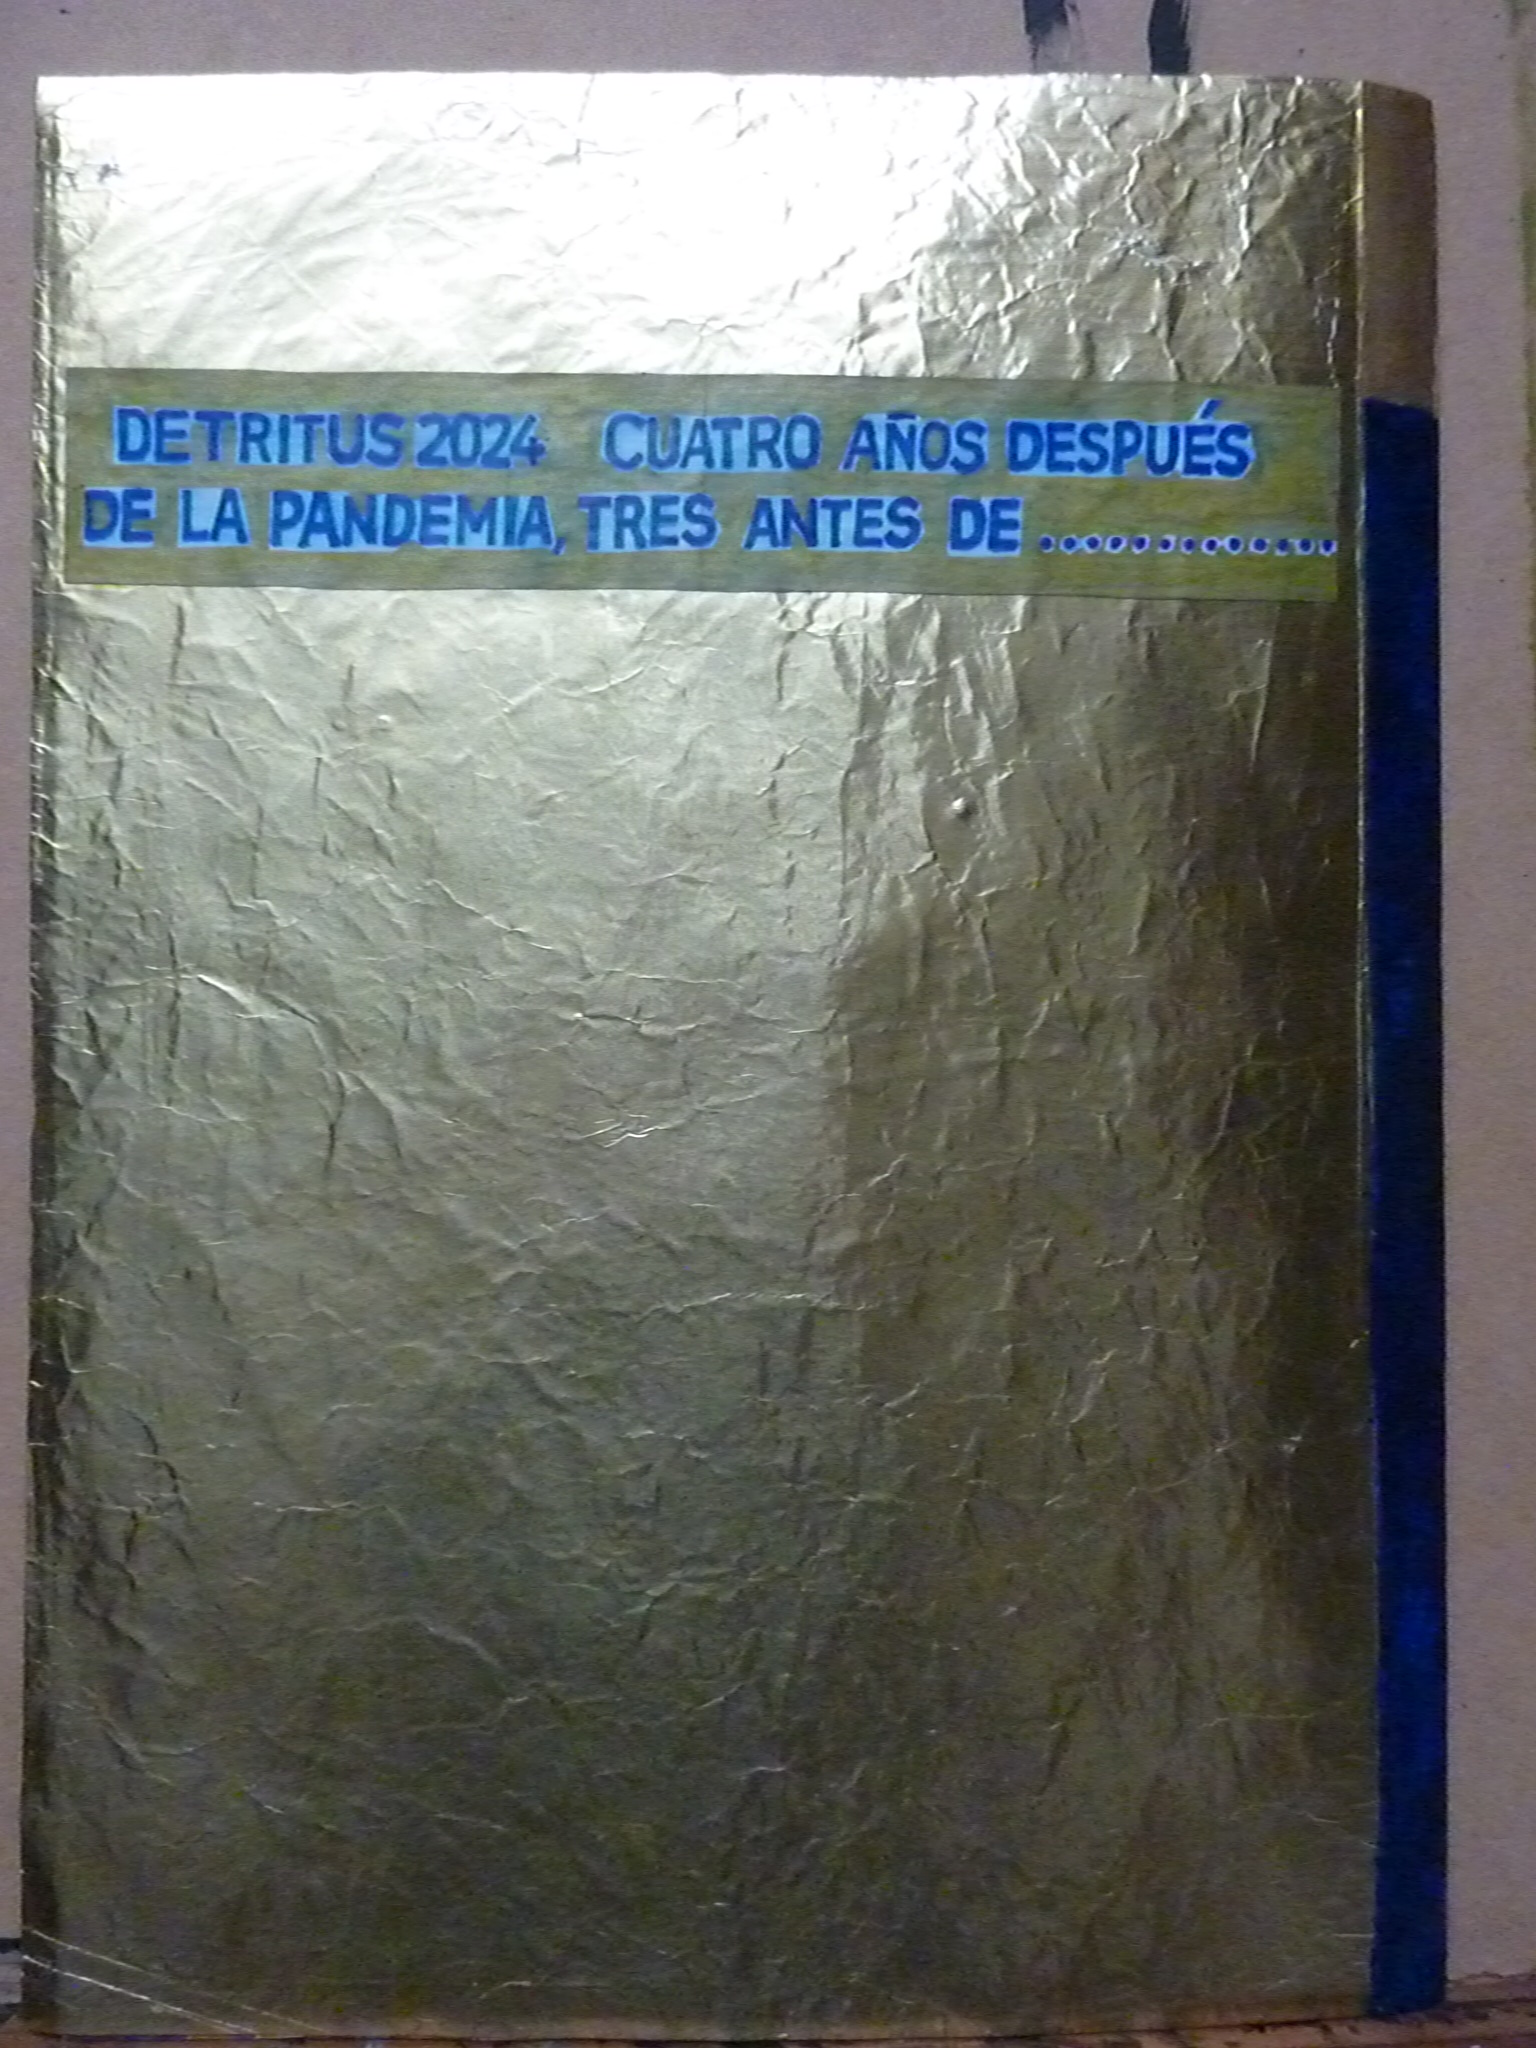 DETRITUS 2024 CUATRO AÑOS DESPUÉS
DE LA PANDEMIA, TRES ANTES DE .............